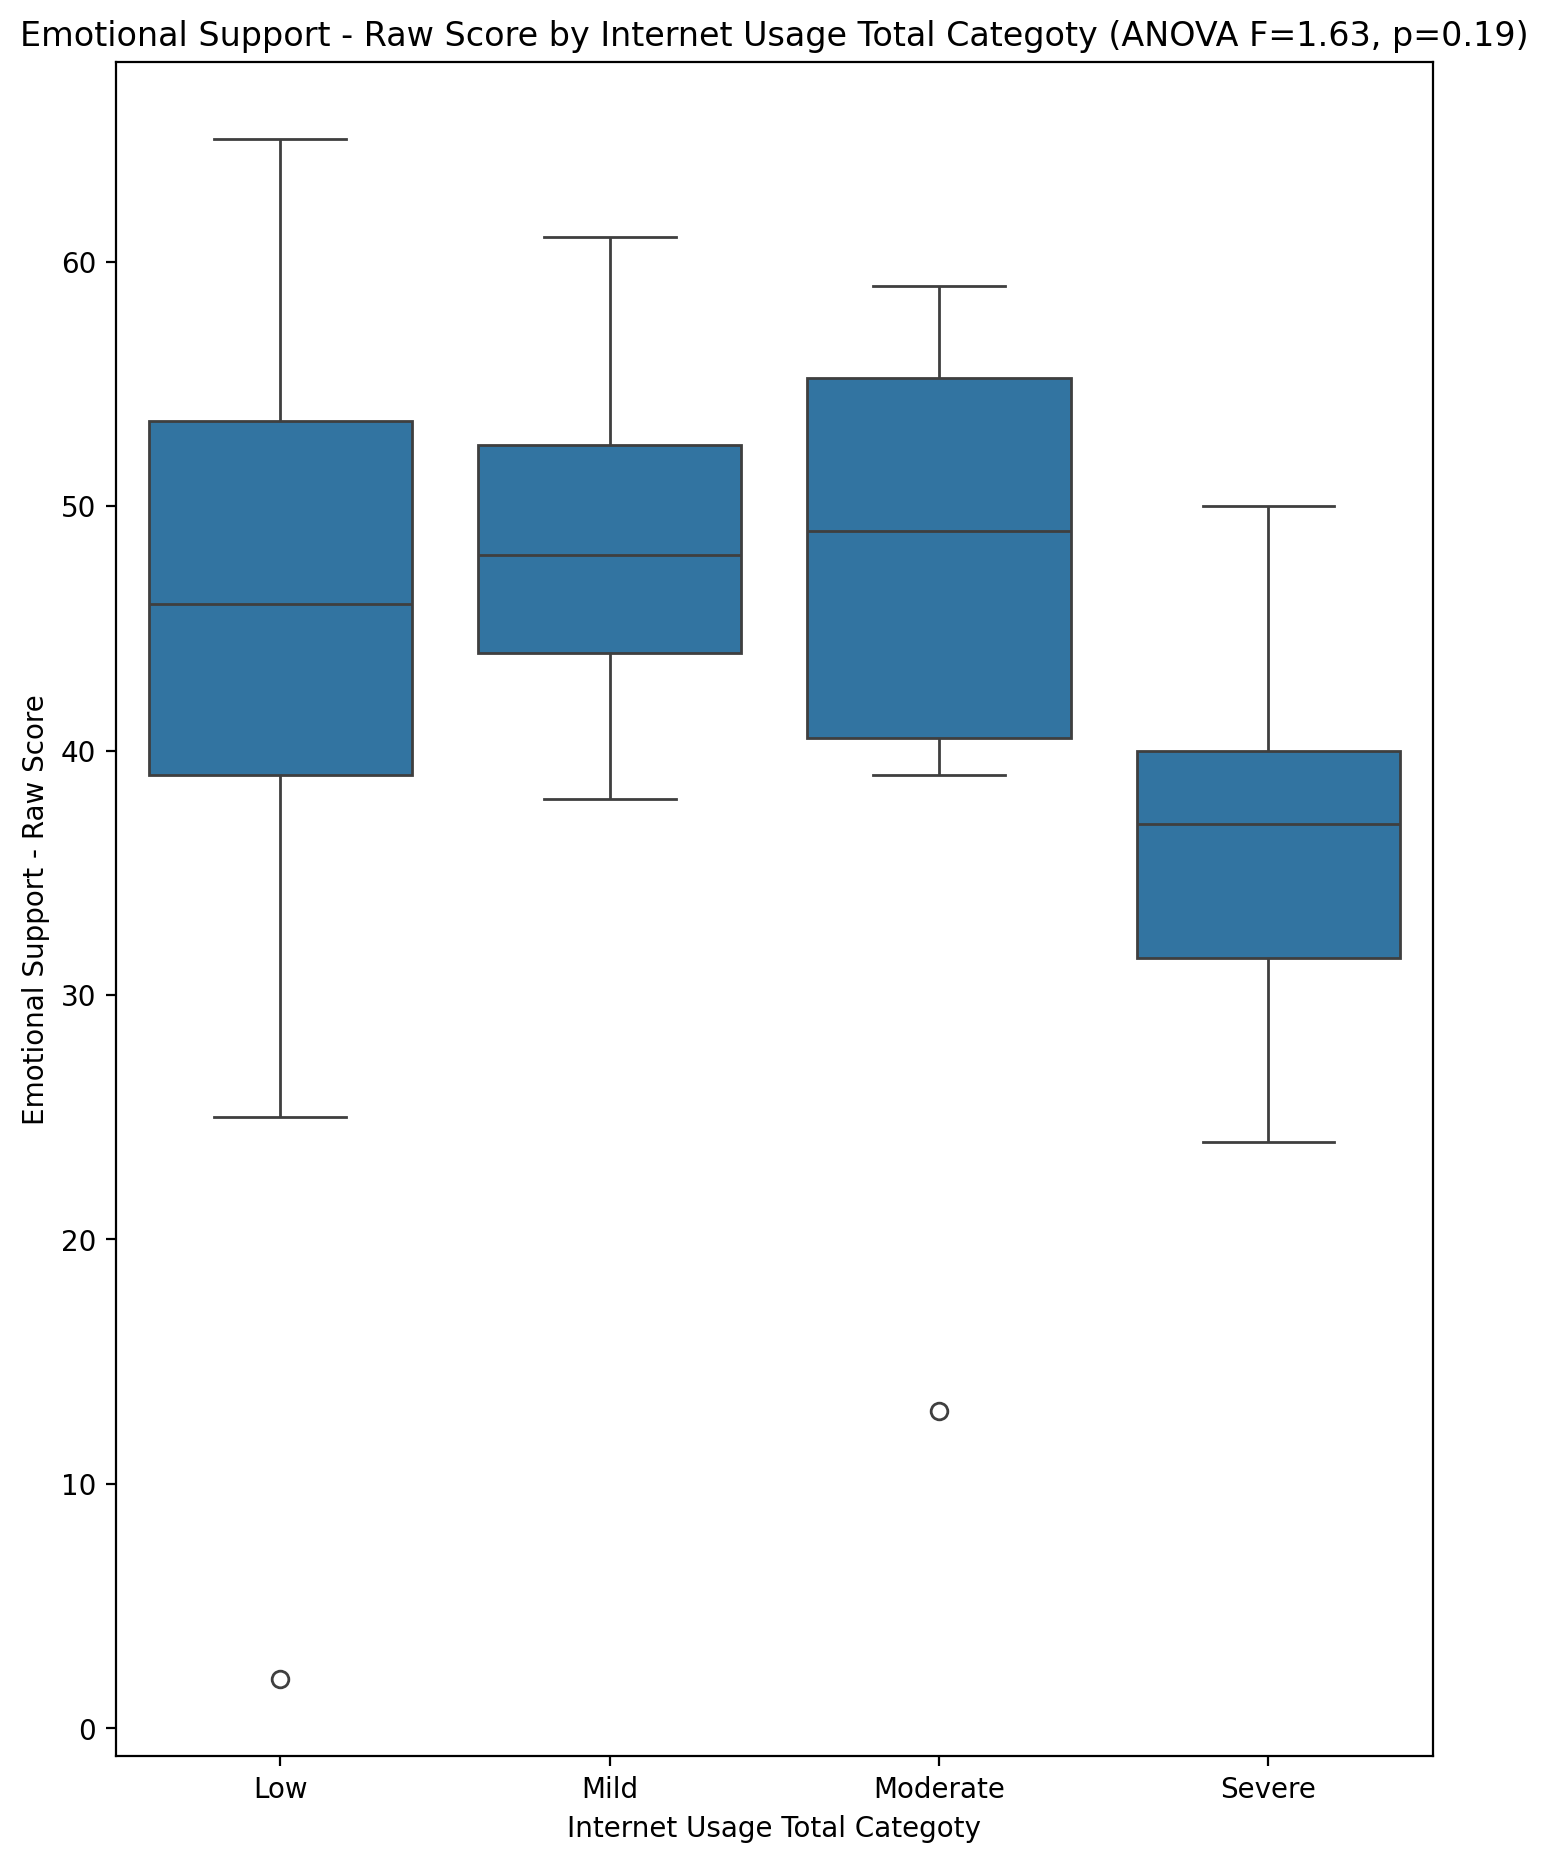 Emotional Support - Raw Score by Internet Usage Total Categoty (ANOVA F=1.63, p=0.19)
Emotional Support - Raw Score
60
50
40
30
20
10
0
Low Mild Moderate Severe
Internet Usage Total Categoty